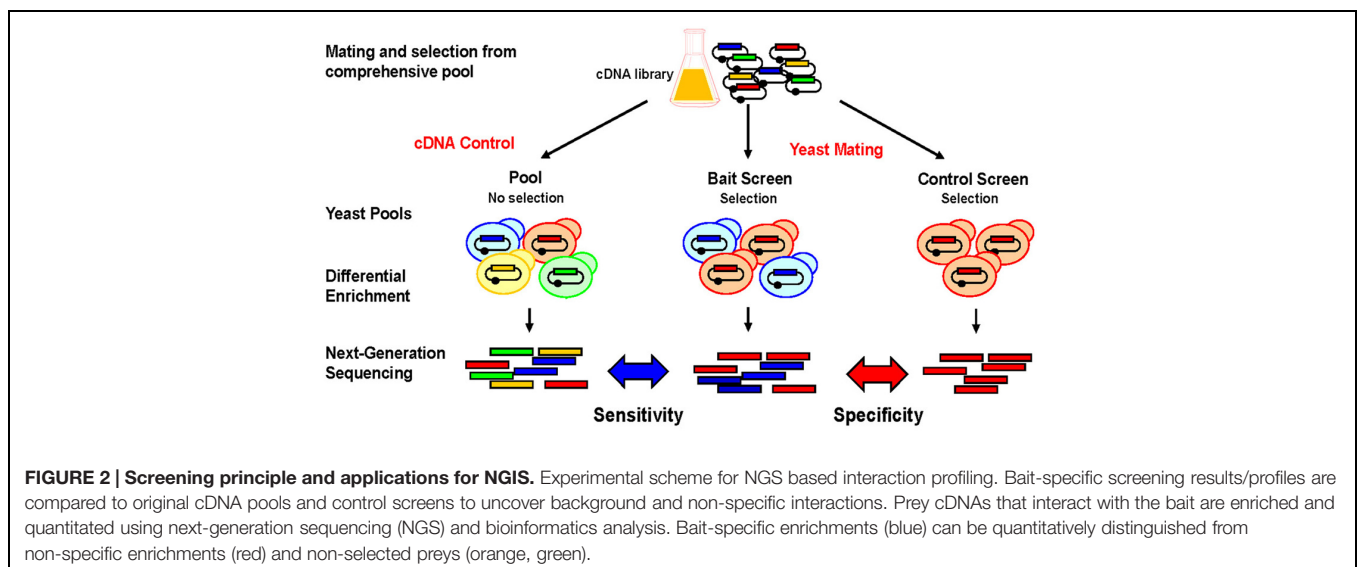 Mating and selection from
comprehensive pool
cDNA library
cDNA Control
Yeast Mating
Pool
No selection
Bait Screen
Selection
Control Screen
Selection
Yeast Pools
Differential
Enrichment
Next-Generation
Sequencing
Sensitivity
Specificity
FIGURE 2 | Screening principle and applications for NGIS. Experimental scheme for NGS based interaction profiling. Bait-specific screening results/profiles are
compared to original cDNA pools and control screens to uncover background and non-specific interactions. Prey cDNAs that interact with the bait are enriched and
quantitated using next-generation sequencing (NGS) and bioinformatics analysis. Bait-specific enrichments (blue) can be quantitatively distinguished from
non-specific enrichments (red) and non-selected preys (orange, green).